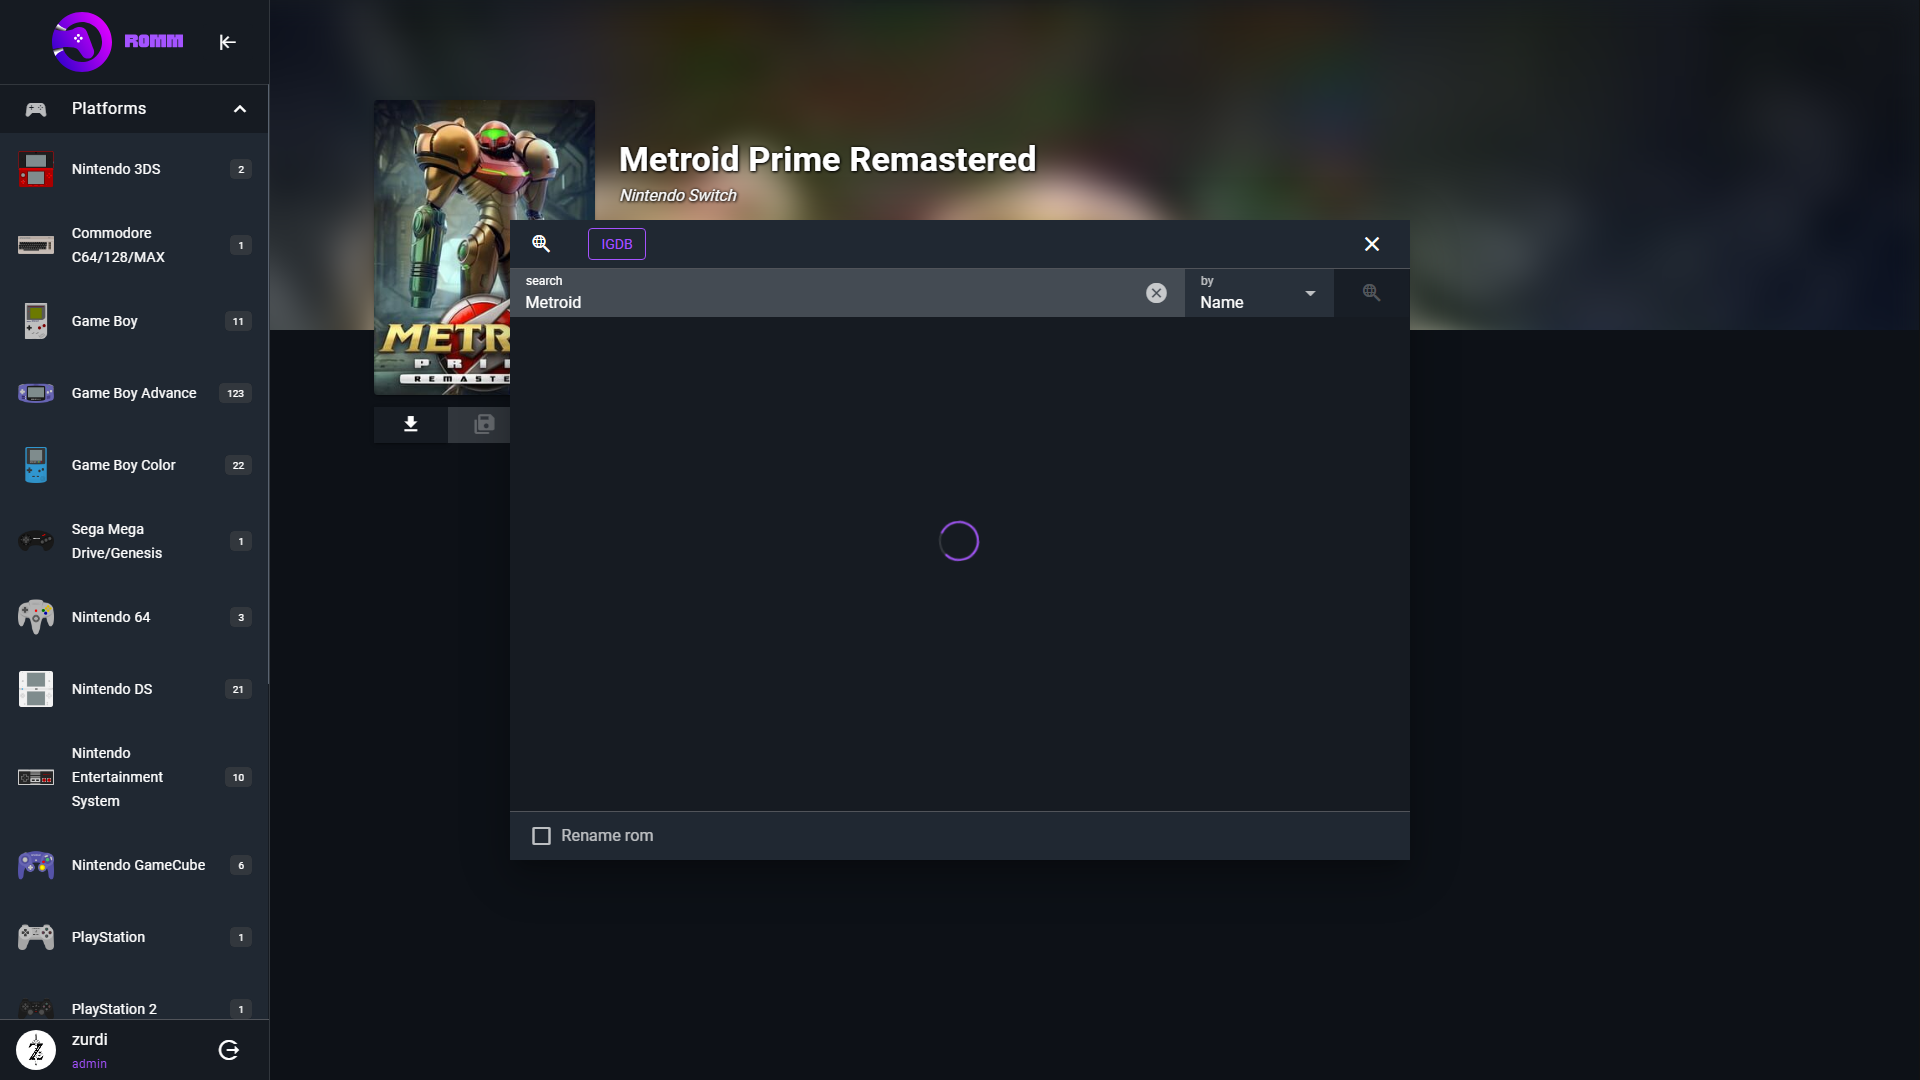 ROMM
Platforms
Nintendo 3DS
2
Commodore
C64/128/MAX
1
Game Boy
11
Game Boy Advance
123
Game Boy Color
22
Sega Mega
Drive/Genesis
1
Nintendo 64
3
Nintendo DS
21
Nintendo
Entertainment
System
10
Nintendo GameCube
6
PlayStation
1
PlayStation 2
1
zurdi
admin
Metroid Prime Remastered
Nintendo Switch
METR
PRI
REMASTE
IGDB
search
Metroid
by
Name
Rename rom